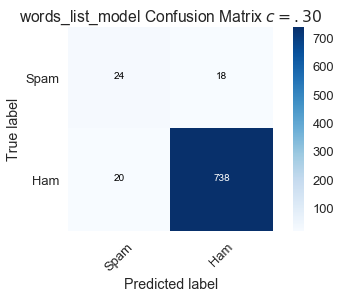 words_list_model Confusion Matrix c = .30
700
600
500
400
300
200
100
True label
Spam
Ham
24
18
20
738
Spam
Ham
Predicted label